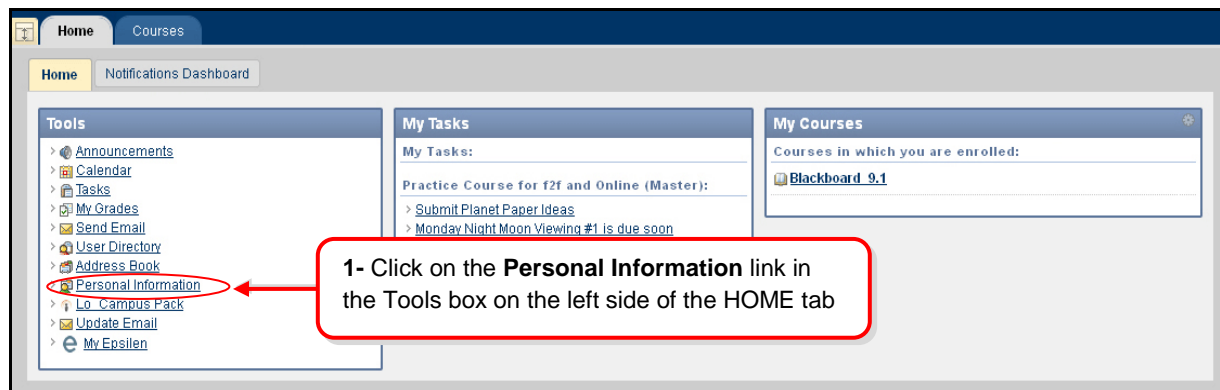 Home Courses
Home Notifications Dashboard
Tools
Announcements
Calendar
Tasks
My Grades
Send Email
User Directory
Address Book
Personal Information
Lo Campus Pack
Update Email
My Epsilen
My Tasks
My Tasks:
Practice Course for f2f and Online (Master):
Submit Planet Paper Ideas
Monday Night Moon Viewing #1 is due soon
My Courses
Courses in which you are enrolled:
Blackboard 9.1
1- Click on the Personal Information link in
the Tools box on the left side of the HOME tab